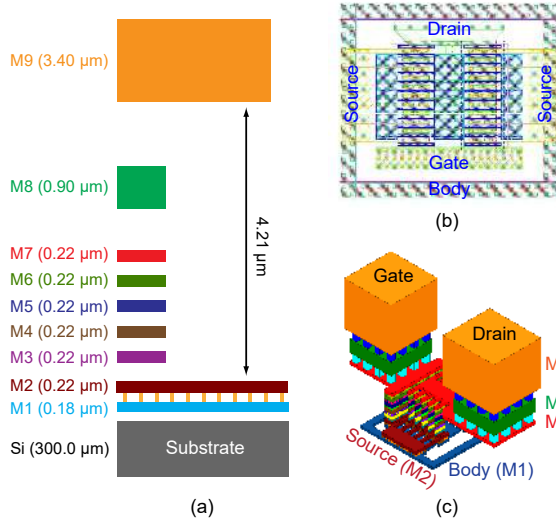 M9 (3.40 μm)
M8 (0.90 μm)
M7 (0.22 μm)
M6 (0.22 μm)
M5 (0.22 μm)
M4 (0.22 μm)
M3 (0.22 μm)
M2 (0.22 μm)
M1 (0.18 μm)
Si (300.0 μm)
4.21 μm
Substrate
(a)
Drain
Source
Source
Gate
Body
(b)
Gate
Drain
M
M
M
Source (M2)
Body (M1)
(c)